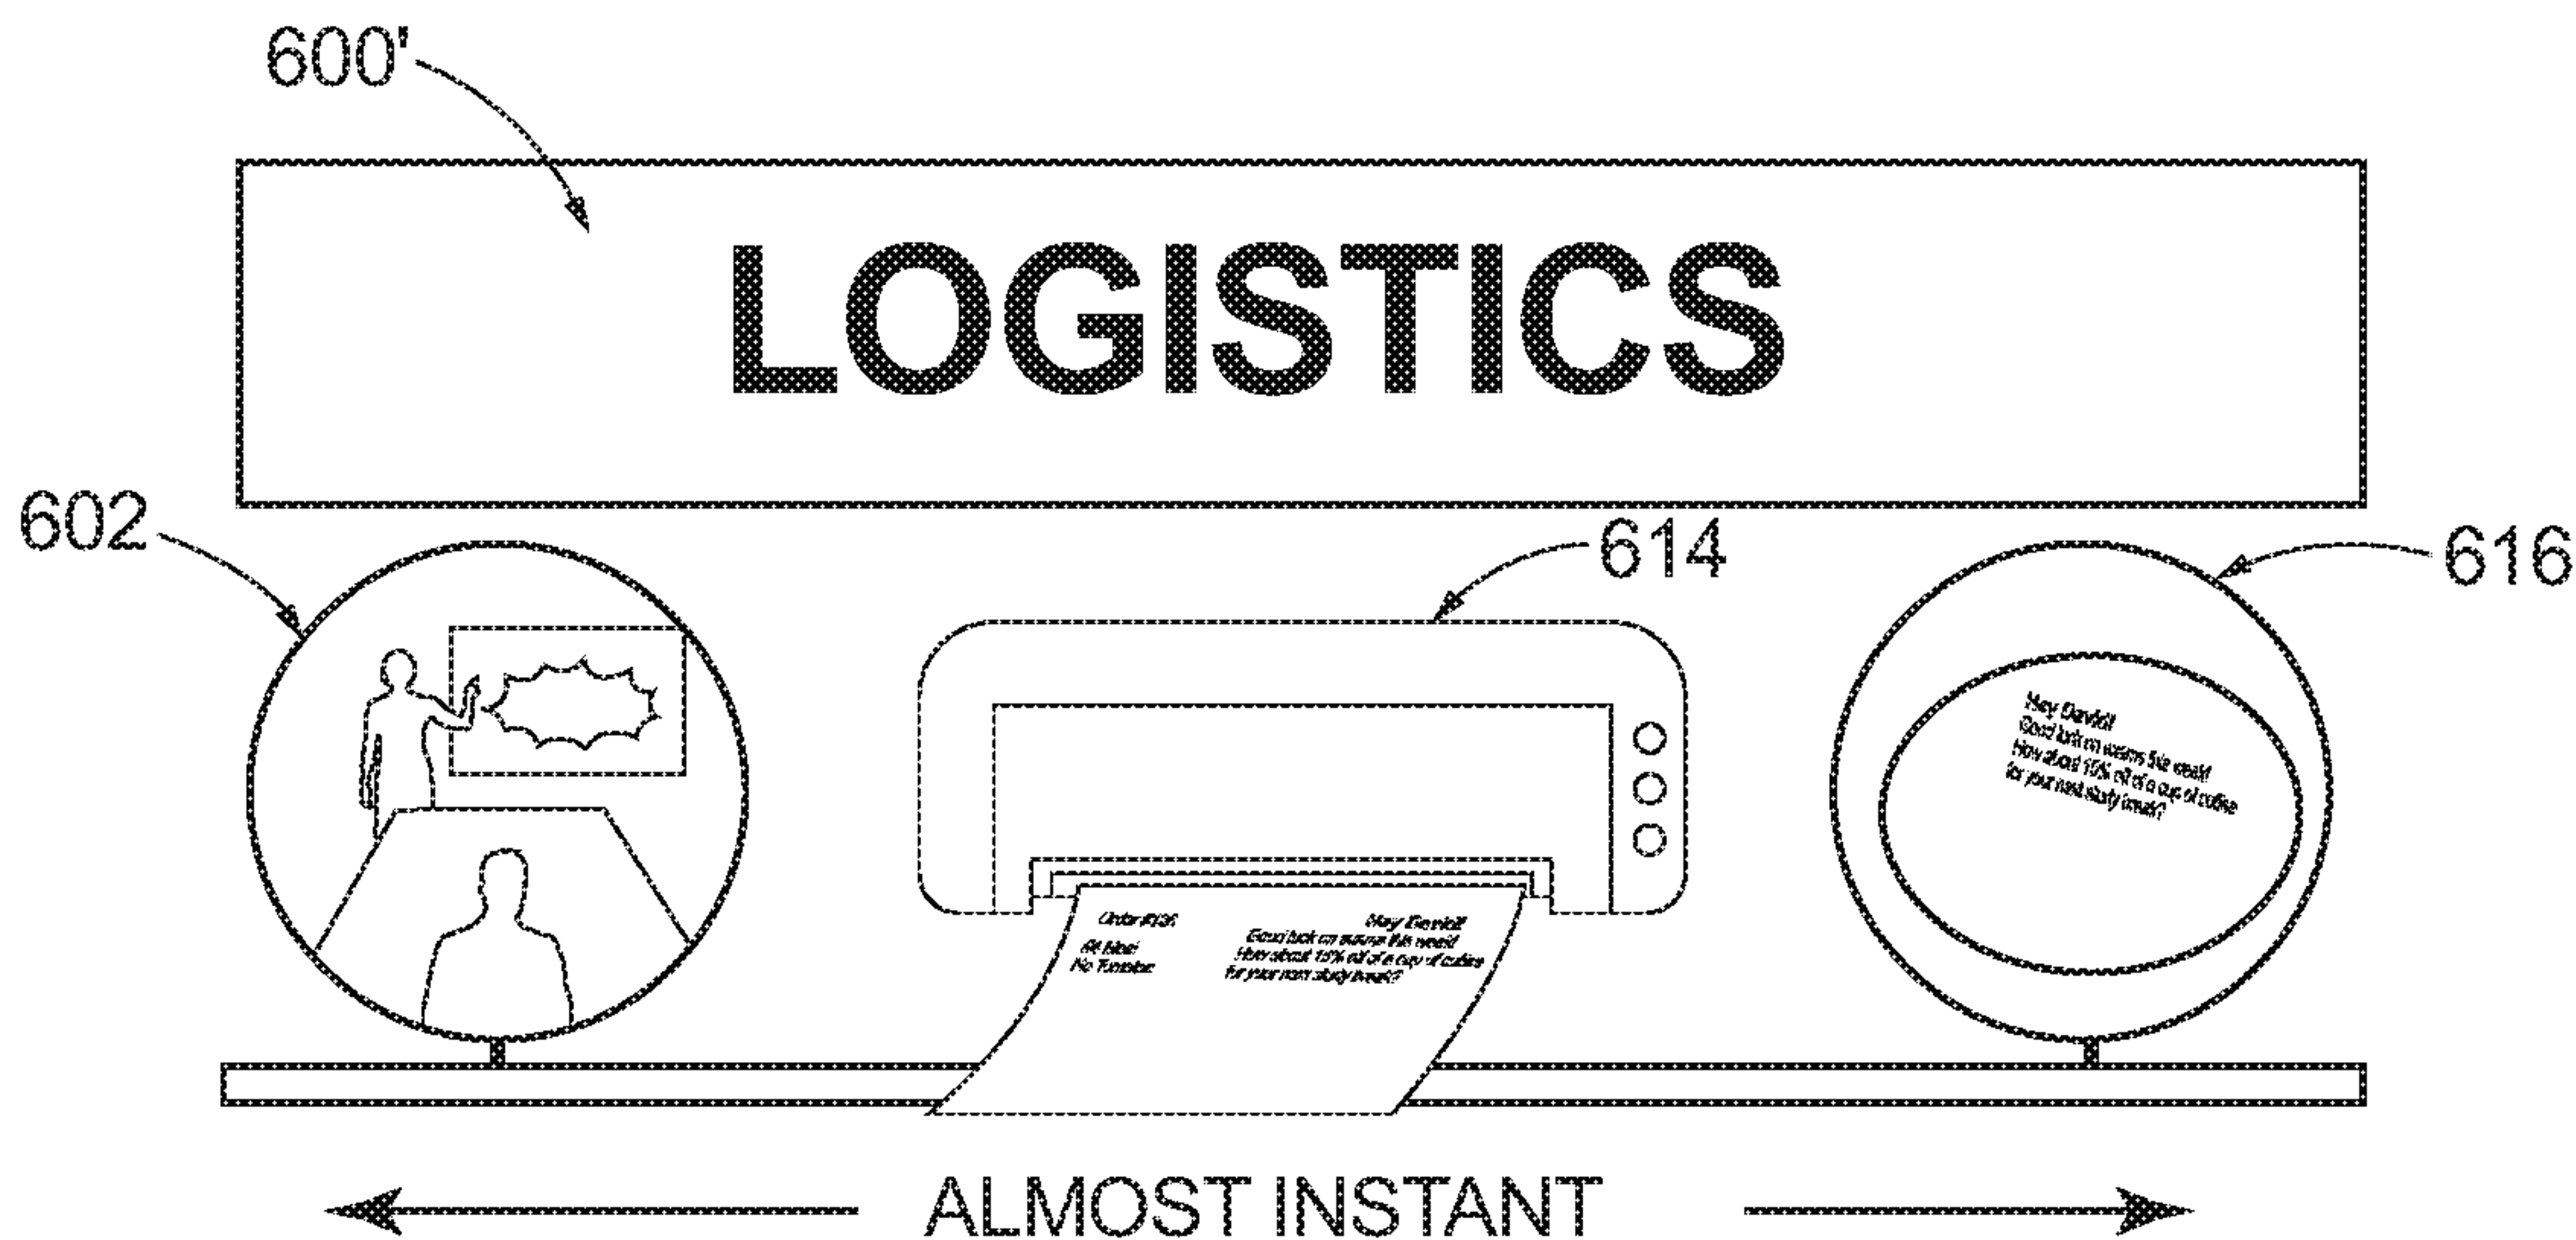 600'
LOGISTICS
602
614
616
Hey David!
Good luck on exams this week!
How about 15% off of a cup of coffee
for your next study break?
Hey David!
Good luck on exams this week!
How about 15% off of a cup of coffee
for your next study break?
No Tomatoes
ALMOST INSTANT